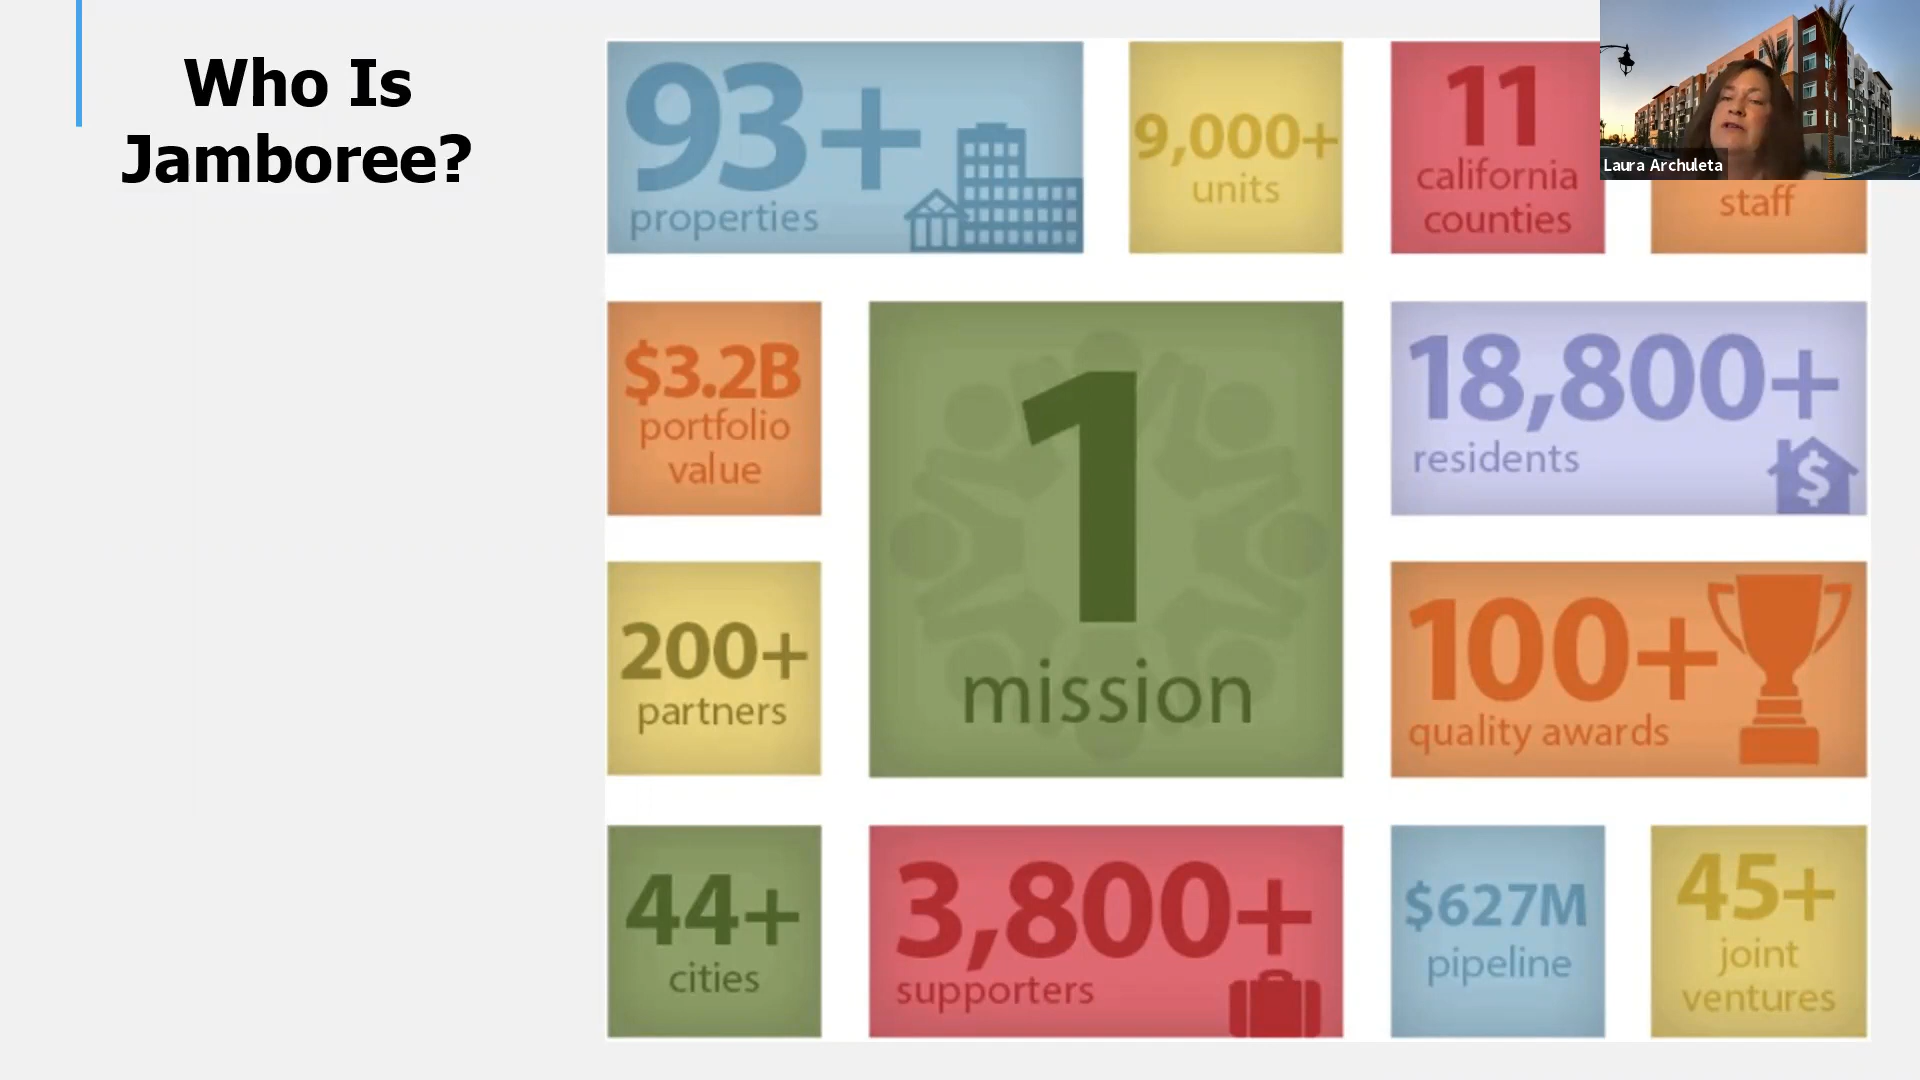 Who Is
Jamboree?
93+
properties
9,000+
units
11
california
counties
staff
Laura Archuleta
$3.2B
portfolio
value
1
mission
18,800+
residents
$
200+
partners
100+
quality awards
44+
cities
3,800+
supporters
$627M
pipeline
45+
joint
ventures